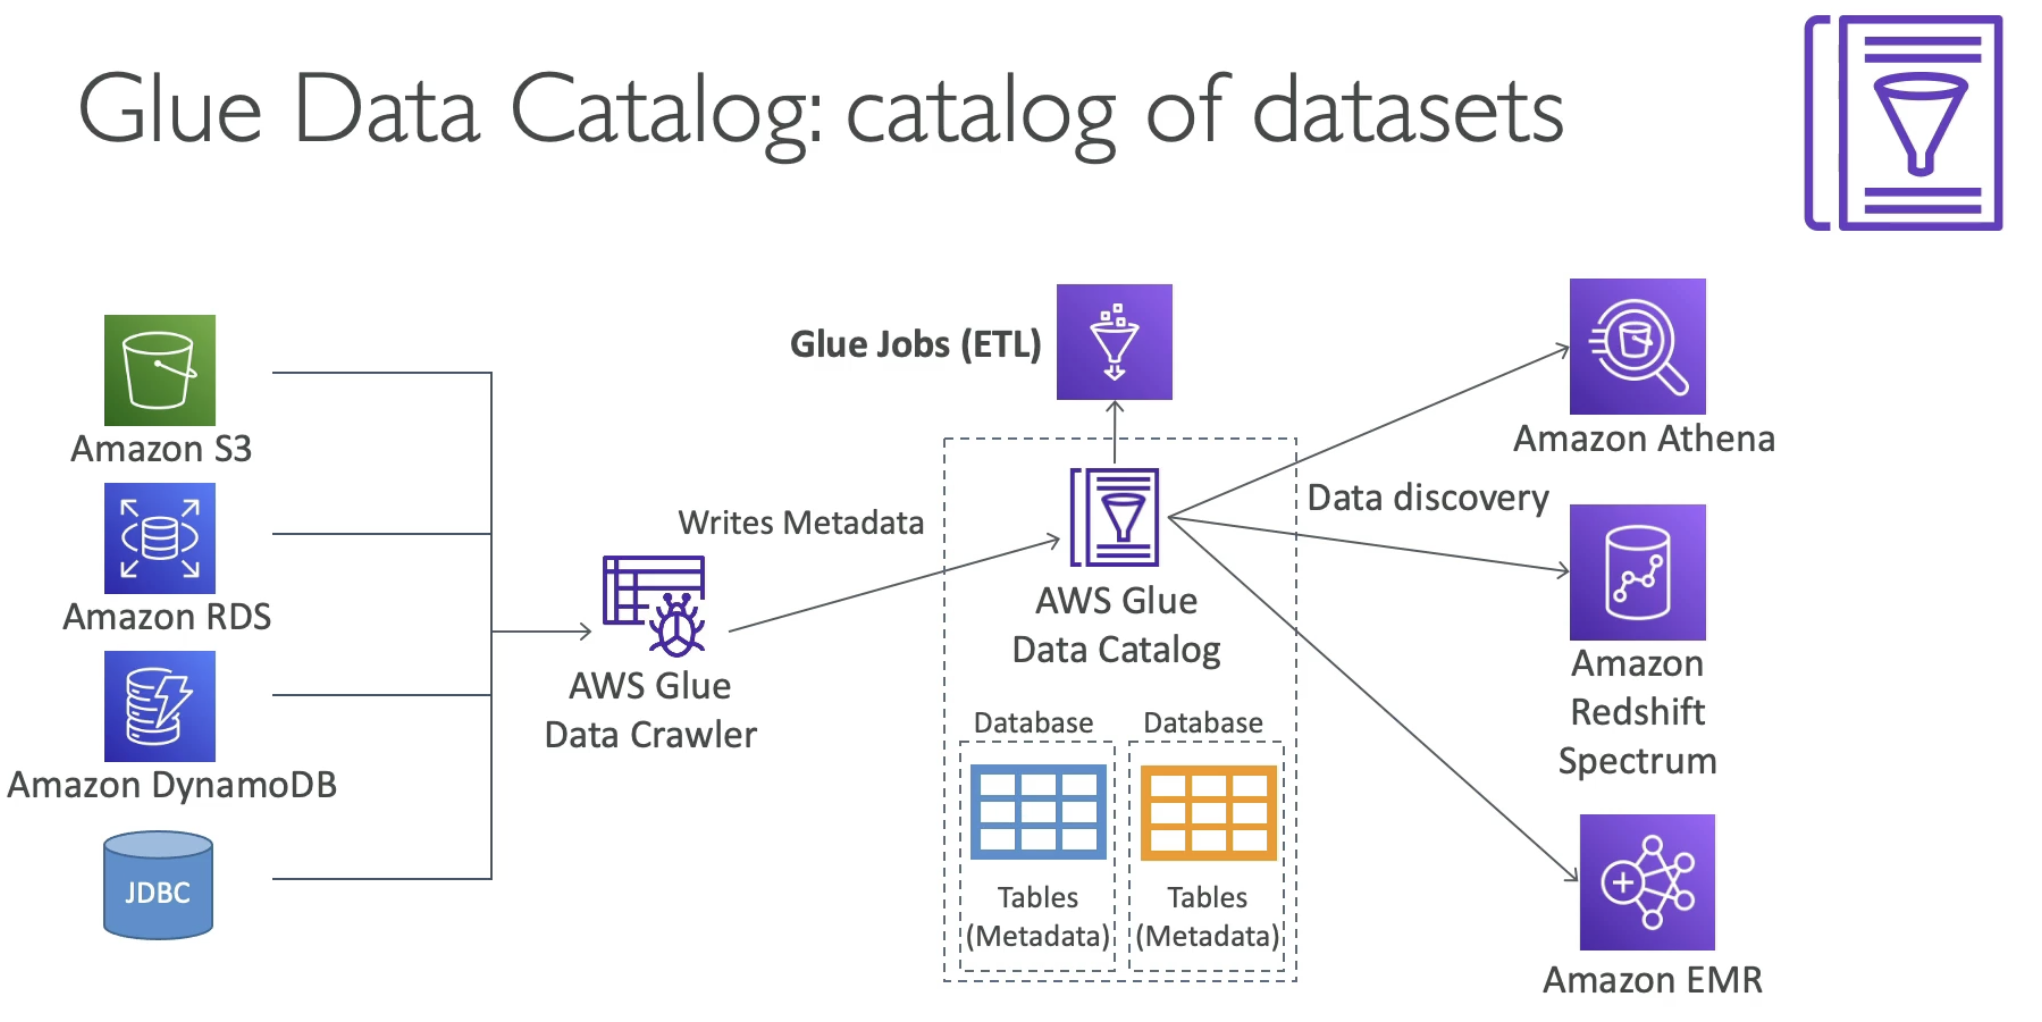 Glue Data Catalog: catalog of datasets
Amazon S3
Amazon RDS
Amazon DynamoDB
JDBC
AWS Glue
Data Crawler
Writes Metadata
Glue Jobs (ETL)
AWS Glue
Data Catalog
Database
Tables
(Metadata)
Database
Tables
(Metadata)
Data discovery
Amazon Athena
Amazon
Redshift
Spectrum
Amazon EMR